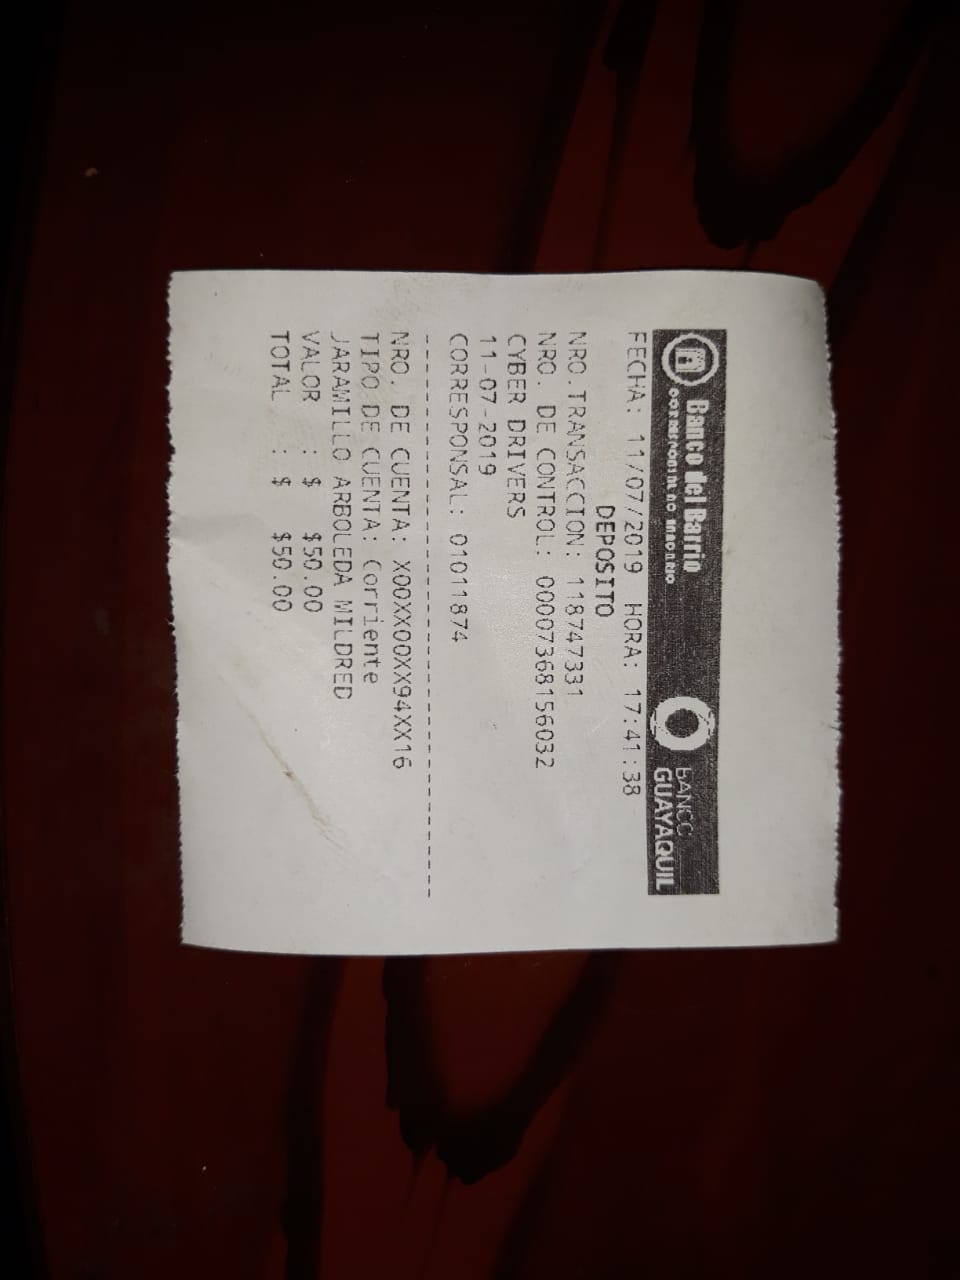 Banco del Barrio
CORRESPONSAL NO BANCARIO
BANCO
GUAYAQUIL
FECHA: 11/07/2019 HORA: 17:41:38
DEPOSITO
NRO.TRANSACCION: 118747331
NRO. DE CONTROL: 00007368156032
CYBER DRIVERS
11-07-2019
CORRESPONSAL: 01011874
NRO. DE CUENTA: X00XX00XX94XX16
TIPO DE CUENTA: Corriente
JARAMILLO ARBOLEDA MILDRED
VALOR : $ $50.00
TOTAL : $ $50.00